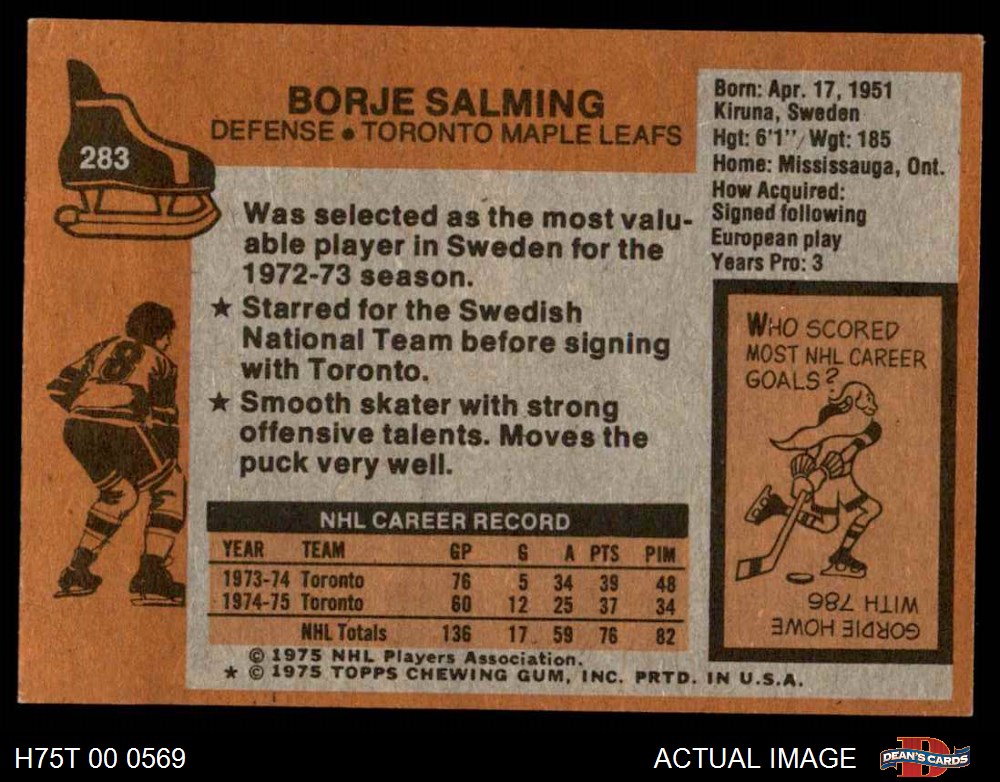 283
BORJE SALMING
DEFENSE • TORONTO MAPLE LEAFS
Born: Apr. 17, 1951
Kiruna, Sweden
Hgt: 6'1" Wgt: 185
Home: Mississauga, Ont.
How Acquired:
Signed following
European play
Years Pro: 3
Was selected as the most valu-
able player in Sweden for the
1972-73 season.
★ Starred for the Swedish
National Team before signing
with Toronto.
★ Smooth skater with strong
offensive talents. Moves the
puck very well.
8
WHO SCORED
MOST NHL CAREER
GOALS?
GORDIE HOWE
WITH 786
NHL CAREER RECORD
YEAR TEAM GP G A PTS PIM
1973-74 Toronto 76 5 34 39 48
1974-75 Toronto 60 12 25 37 34
NHL Totals 136 17 59 76 82
© 1975 NHL Players Association.
★ © 1975 TOPPS CHEWING GUM, INC. PRTD. IN U.S.A.
H75T 00 0569
ACTUAL IMAGE
D
DEAN'S CARDS